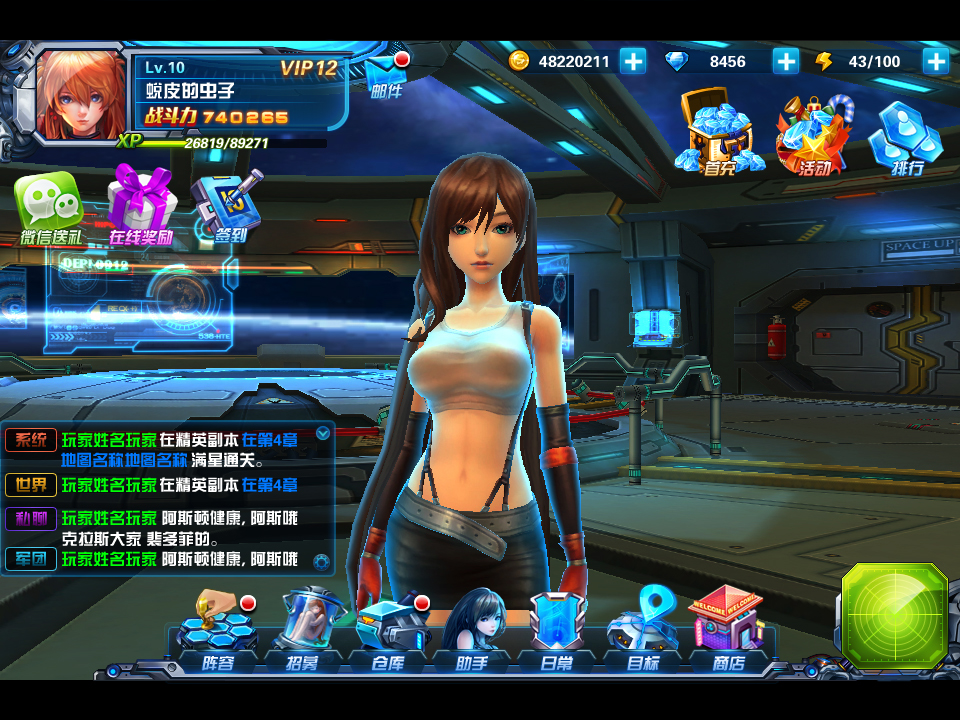 Lv.10
VIP12
蜕皮的虫子
战斗力 740265
XP
26819/89271
邮件
48220211
8456
43/100
首充
活动
排行
微信送礼
在线奖励
签到
SPACE UP
系统 玩家姓名玩家 在精英副本 在第4章
地图名称地图名称 满星通关。
世界 玩家姓名玩家 在精英副本 在第4章
私聊 玩家姓名玩家 阿斯顿健康, 阿斯哦
克拉斯大家 裴多菲的。
军团 玩家姓名玩家 阿斯顿健康, 阿斯哦
WELCOME WELCOME
阵容
招募
仓库
助手
日常
目标
商店